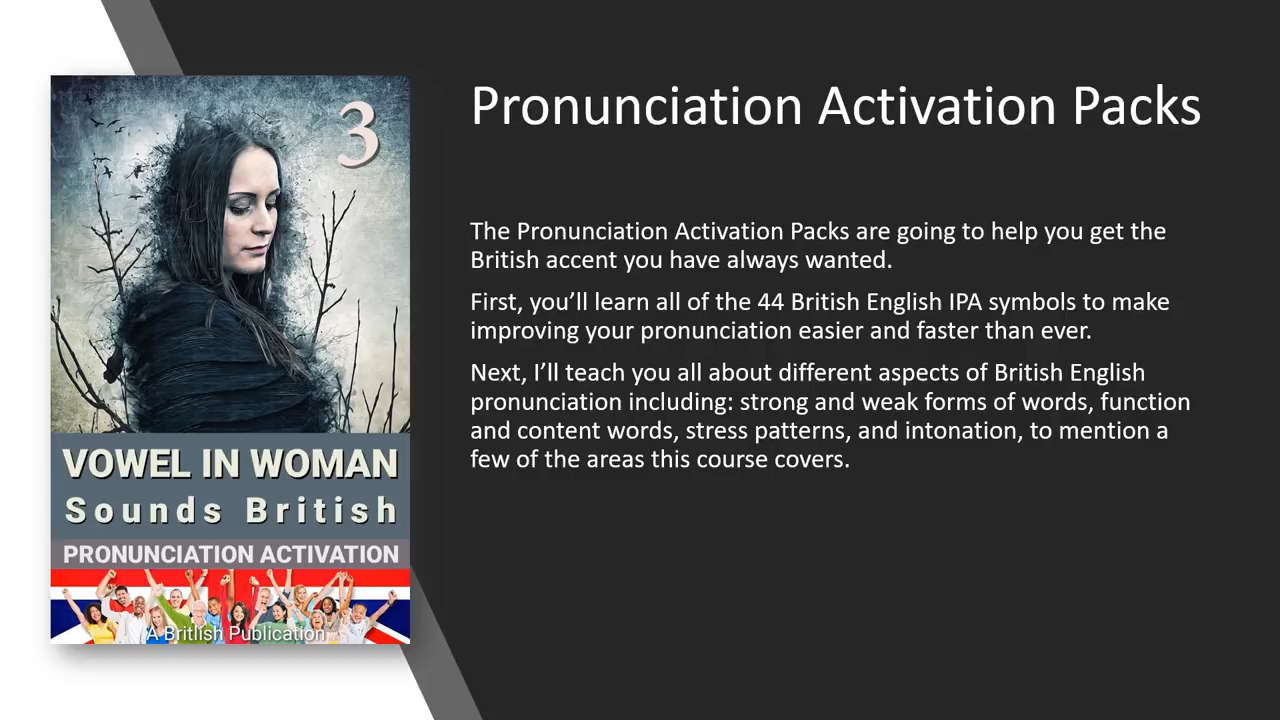 3
VOWEL IN WOMAN
Sounds British
PRONUNCIATION ACTIVATION
A Britlish Publication
Pronunciation Activation Packs
The Pronunciation Activation Packs are going to help you get the
British accent you have always wanted.
First, you’ll learn all of the 44 British English IPA symbols to make
improving your pronunciation easier and faster than ever.
Next, I’ll teach you all about different aspects of British English
pronunciation including: strong and weak forms of words, function
and content words, stress patterns, and intonation, to mention a
few of the areas this course covers.